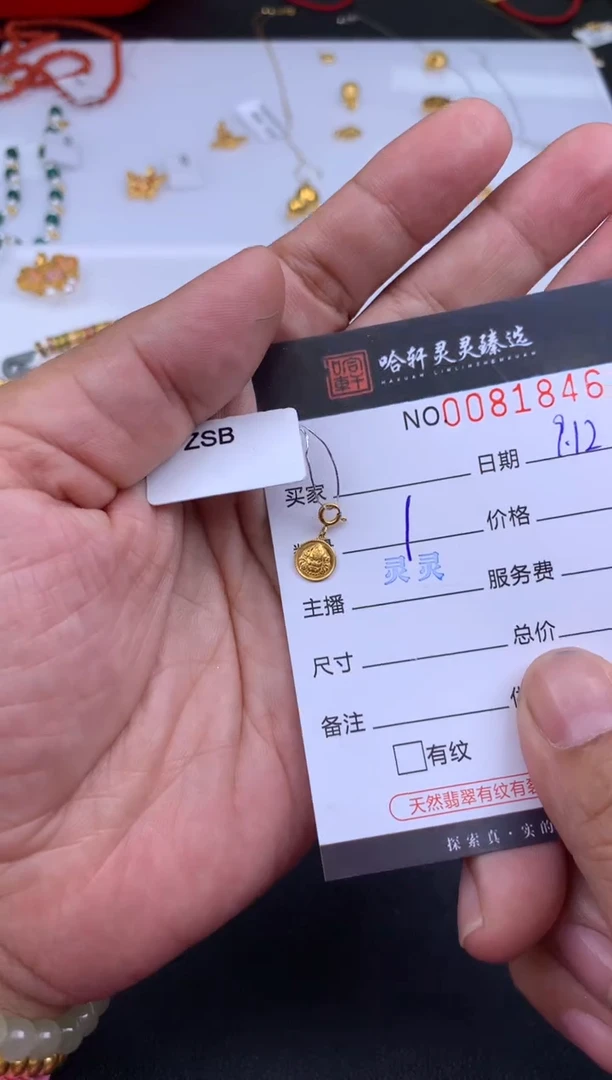 哈轩灵灵臻选
NO.0081846
ZSB
日期 9.12
买家
1
价格
灵灵
主播
服务费
尺寸
总价
备注
有纹
天然翡翠有纹有
探索真·实的